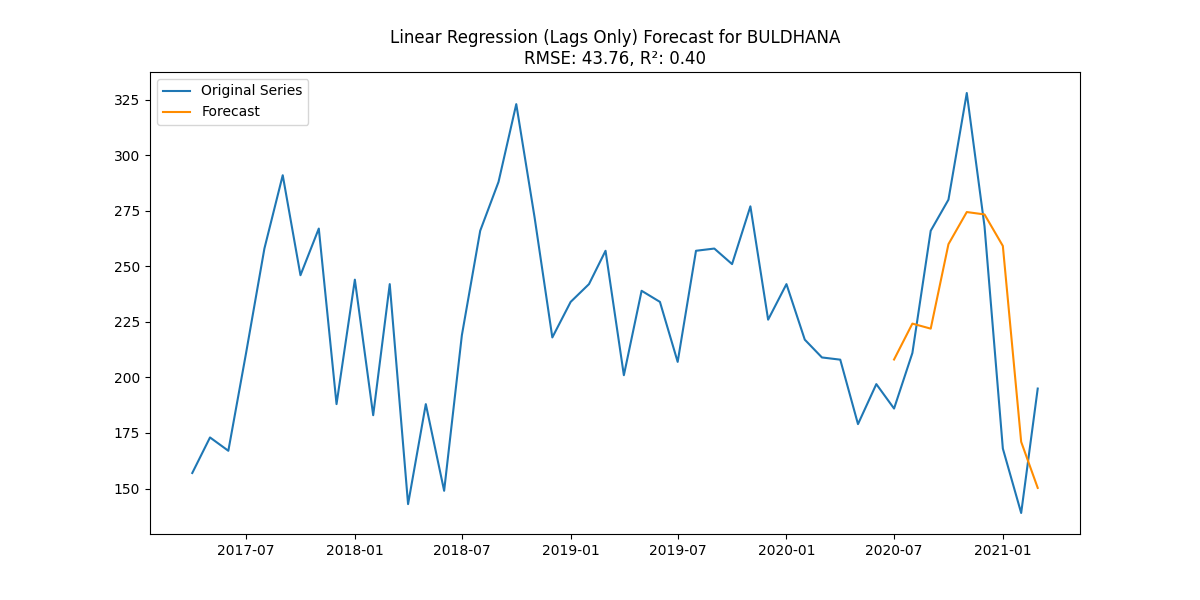 Linear Regression (Lags Only) Forecast for BULDHANA
RMSE: 43.76, R²: 0.40
Original Series
Forecast
325
300
275
250
225
200
175
150
2017-07 2018-01 2018-07 2019-01 2019-07 2020-01 2020-07 2021-01